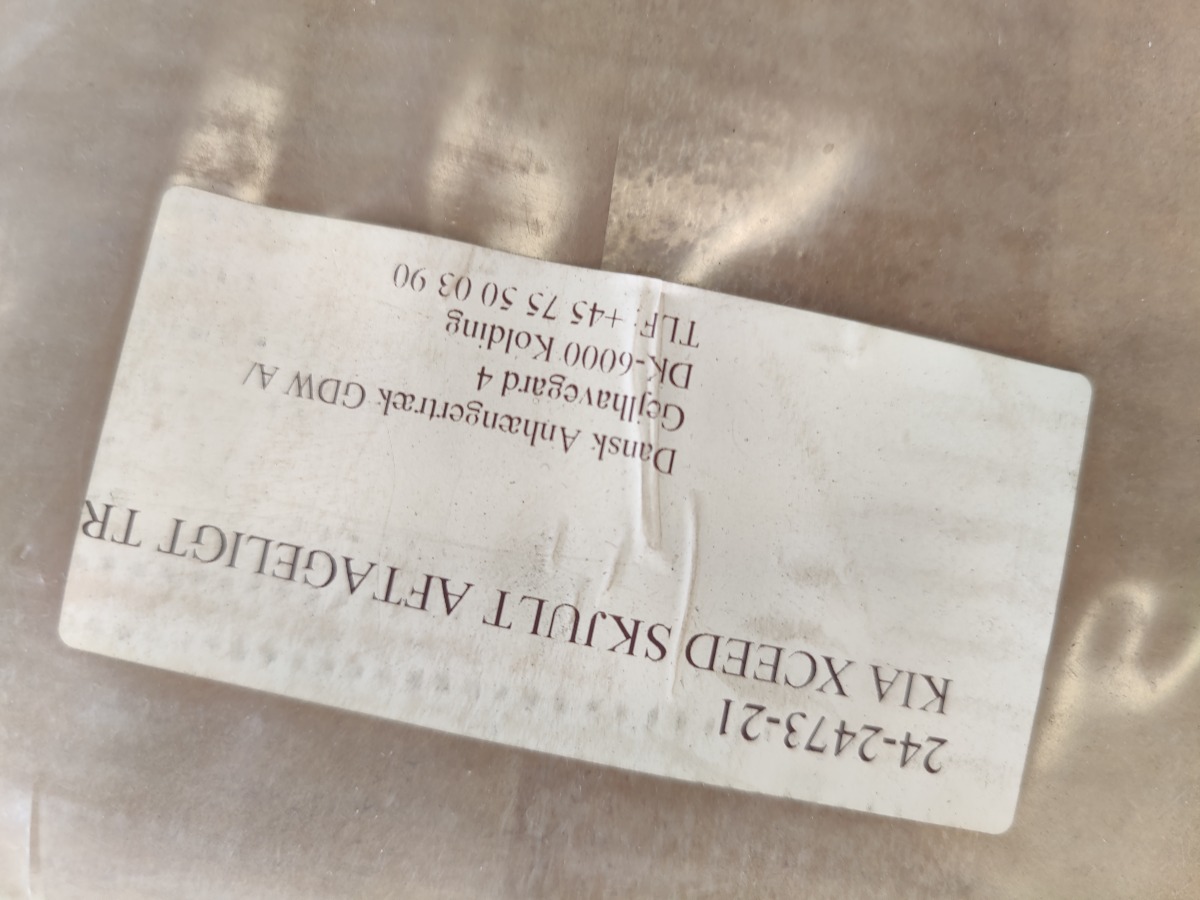 24-2473-21
KIA XCEED SKJULT AFTAGELIGT TR
Dansk Anhængertræk GDW A/
Gejlhavegård 4
DK-6000 Kolding
TLF: +45 75 50 03 90